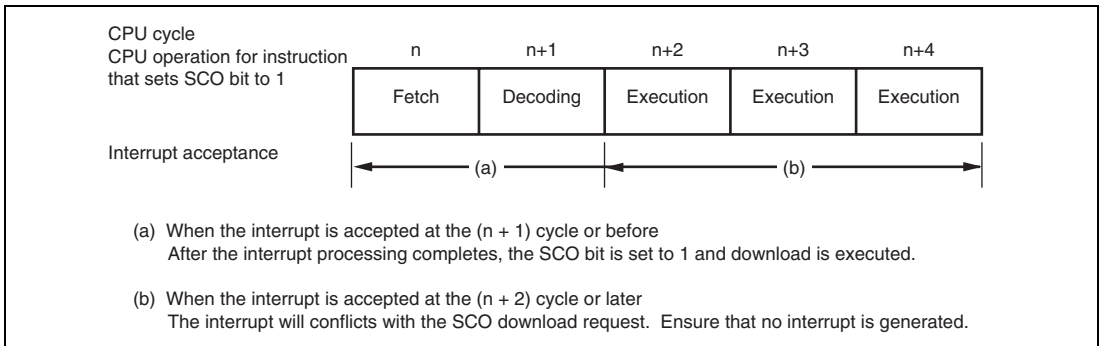 CPU cycle
CPU operation for instruction
that sets SCO bit to 1
n n+1 n+2 n+3 n+4
Fetch Decoding Execution Execution Execution
Interrupt acceptance
(a) (b)
(a) When the interrupt is accepted at the (n + 1) cycle or before
After the interrupt processing completes, the SCO bit is set to 1 and download is executed.
(b) When the interrupt is accepted at the (n + 2) cycle or later
The interrupt will conflicts with the SCO download request. Ensure that no interrupt is generated.